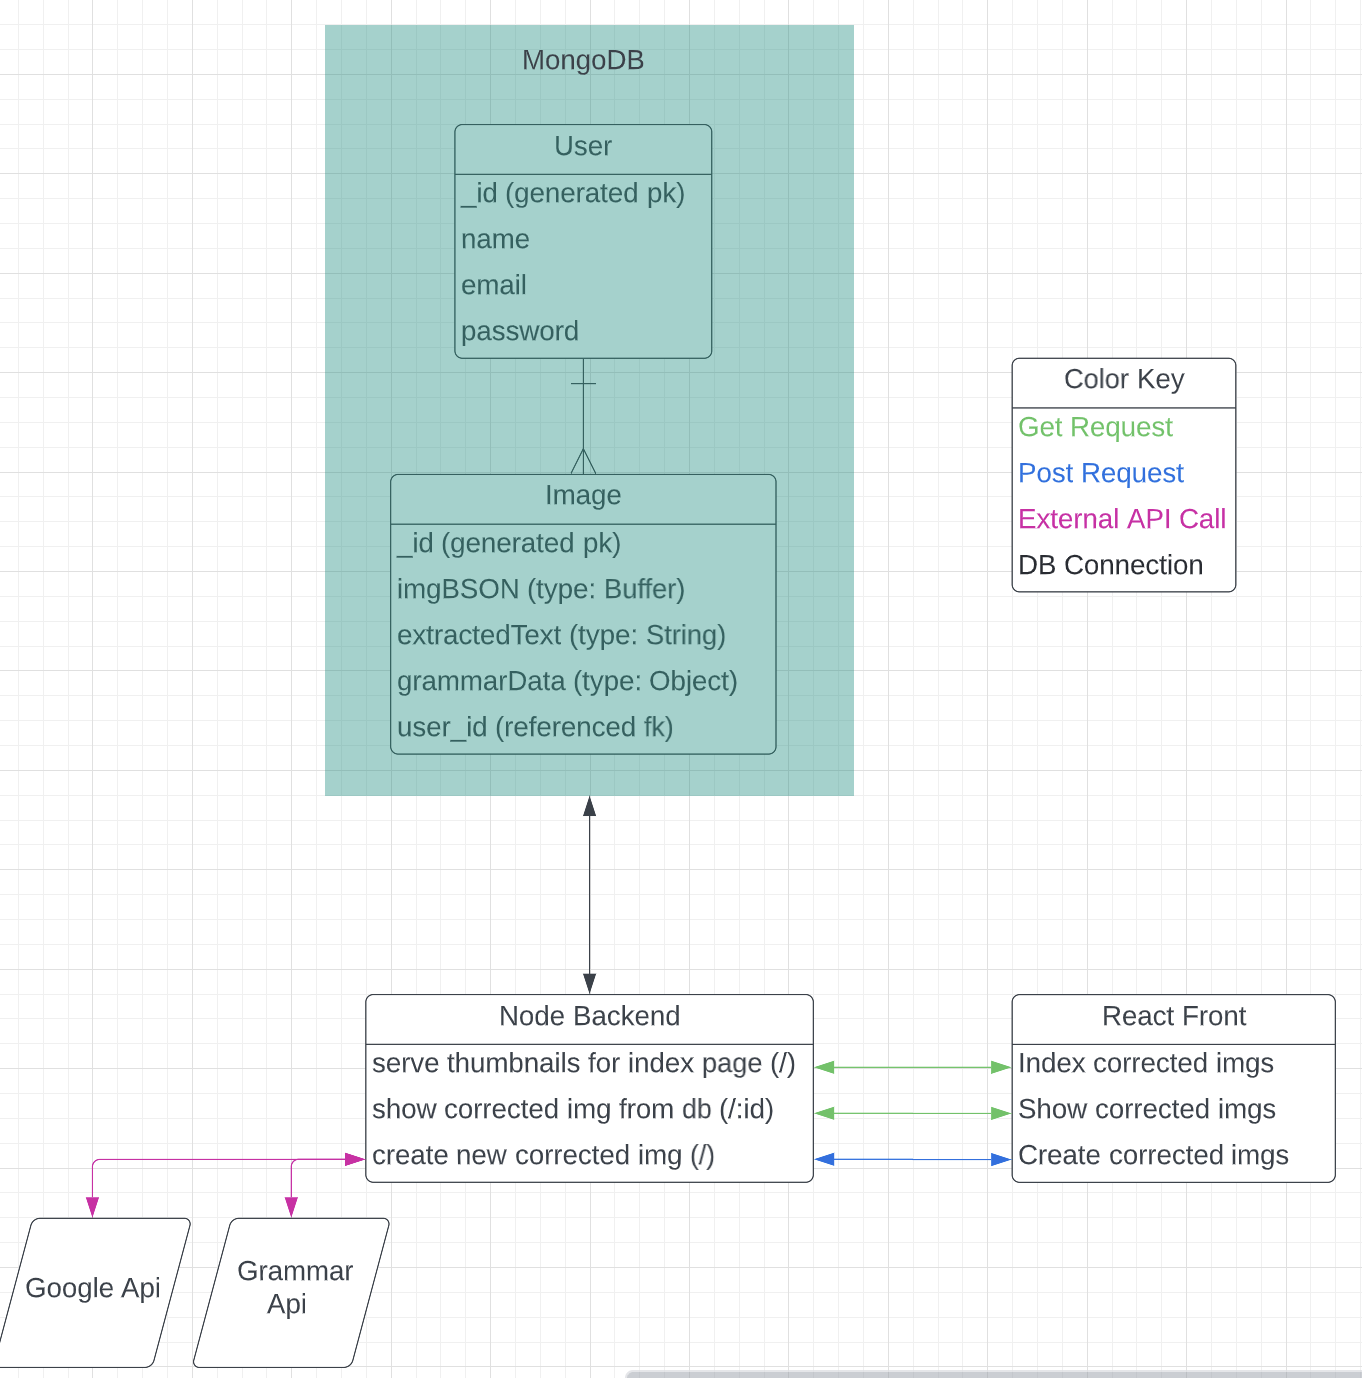 MongoDB
User
_id (generated pk)
name
email
password
Image
_id (generated pk)
imgBSON (type: Buffer)
extractedText (type: String)
grammarData (type: Object)
user_id (referenced fk)
Color Key
Get Request
Post Request
External API Call
DB Connection
Node Backend
serve thumbnails for index page (/)
show corrected img from db (/:id)
create new corrected img (/)
React Front
Index corrected imgs
Show corrected imgs
Create corrected imgs
Google Api
Grammar
Api